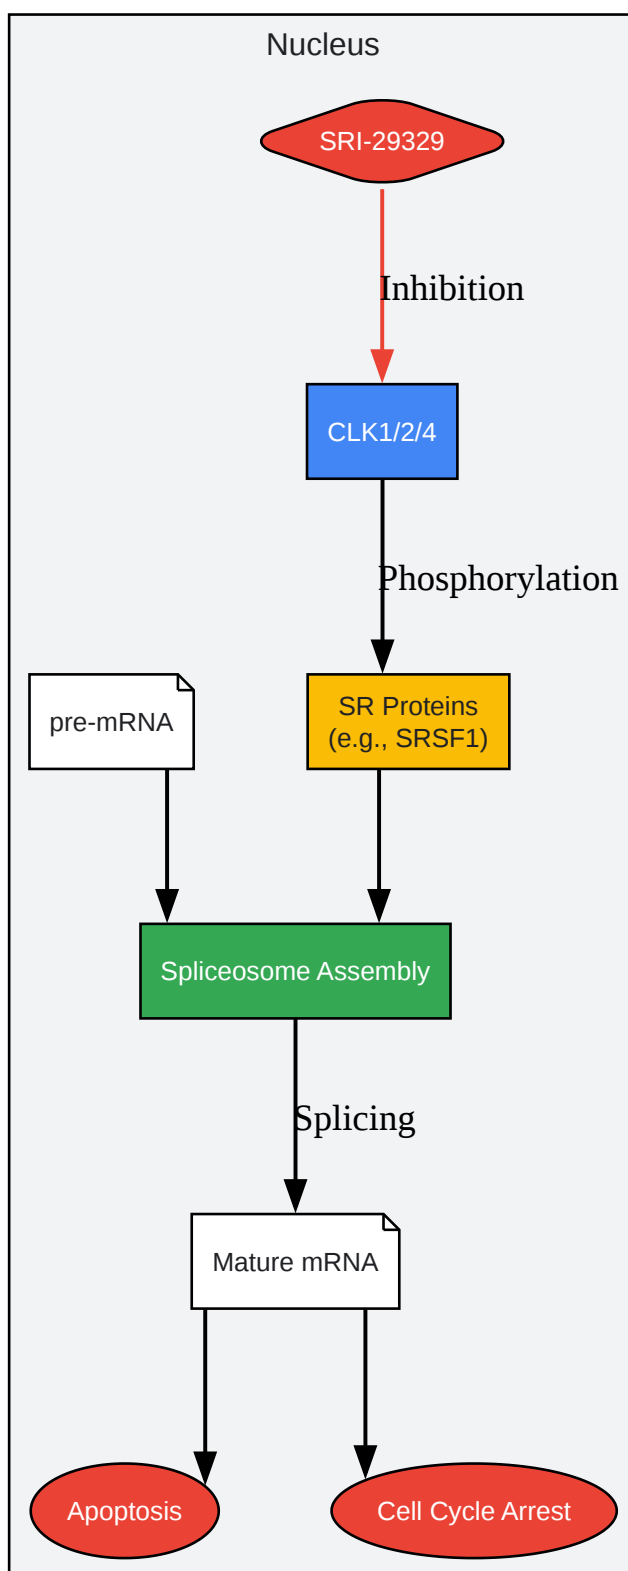 Nucleus
SRI-29329
Inhibition
CLK1/2/4
Phosphorylation
pre-mRNA
SR Proteins
(e.g., SRSF1)
Spliceosome Assembly
Splicing
Mature mRNA
Apoptosis
Cell Cycle Arrest